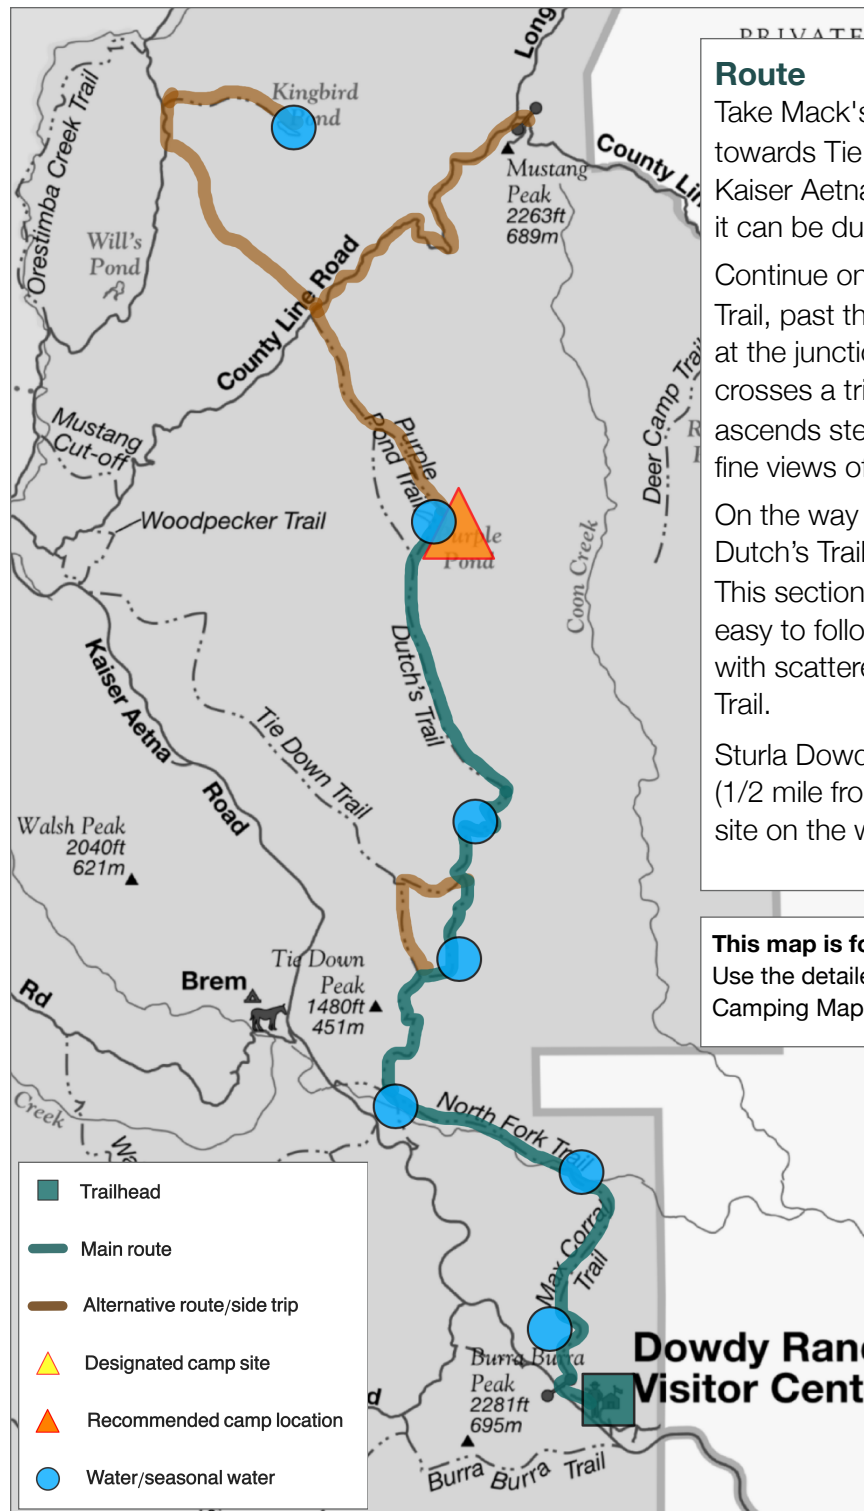 Long
PRIVATE
Kingbird
Pond
Orestimba Creek Trail
Mustang
Peak
2263ft
689m
County Lin
Will's
Pond
County Line Road
Mustang
Cut-off
Purple
Pond Trail
Deer Camp Trail
Woodpecker Trail
Purple
Pond
Coon Creek
Kaiser Aetna
Road
Dutch's Trail
Tie Down Trail
Walsh Peak
2040ft
621m
Brem
Tie Down
Peak
1480ft
451m
Rd
Creek
North Fork Trail
Max Corral
Trail
Burra Burra
Peak
2281ft
695m
Dowdy Ran
Visitor Cent
d
Burra Burra Trail
Route
Take Mack's
towards Tie
Kaiser Aetna
it can be du
Continue on
Trail, past th
at the junctio
crosses a tri
ascends ste
fine views of
On the way
Dutch's Trail
This section
easy to follo
with scattere
Trail.
Sturla Dowd
(1/2 mile fro
site on the w
This map is fo
Use the detaile
Camping Map
Trailhead
Main route
Alternative route/side trip
Designated camp site
Recommended camp location
Water/seasonal water